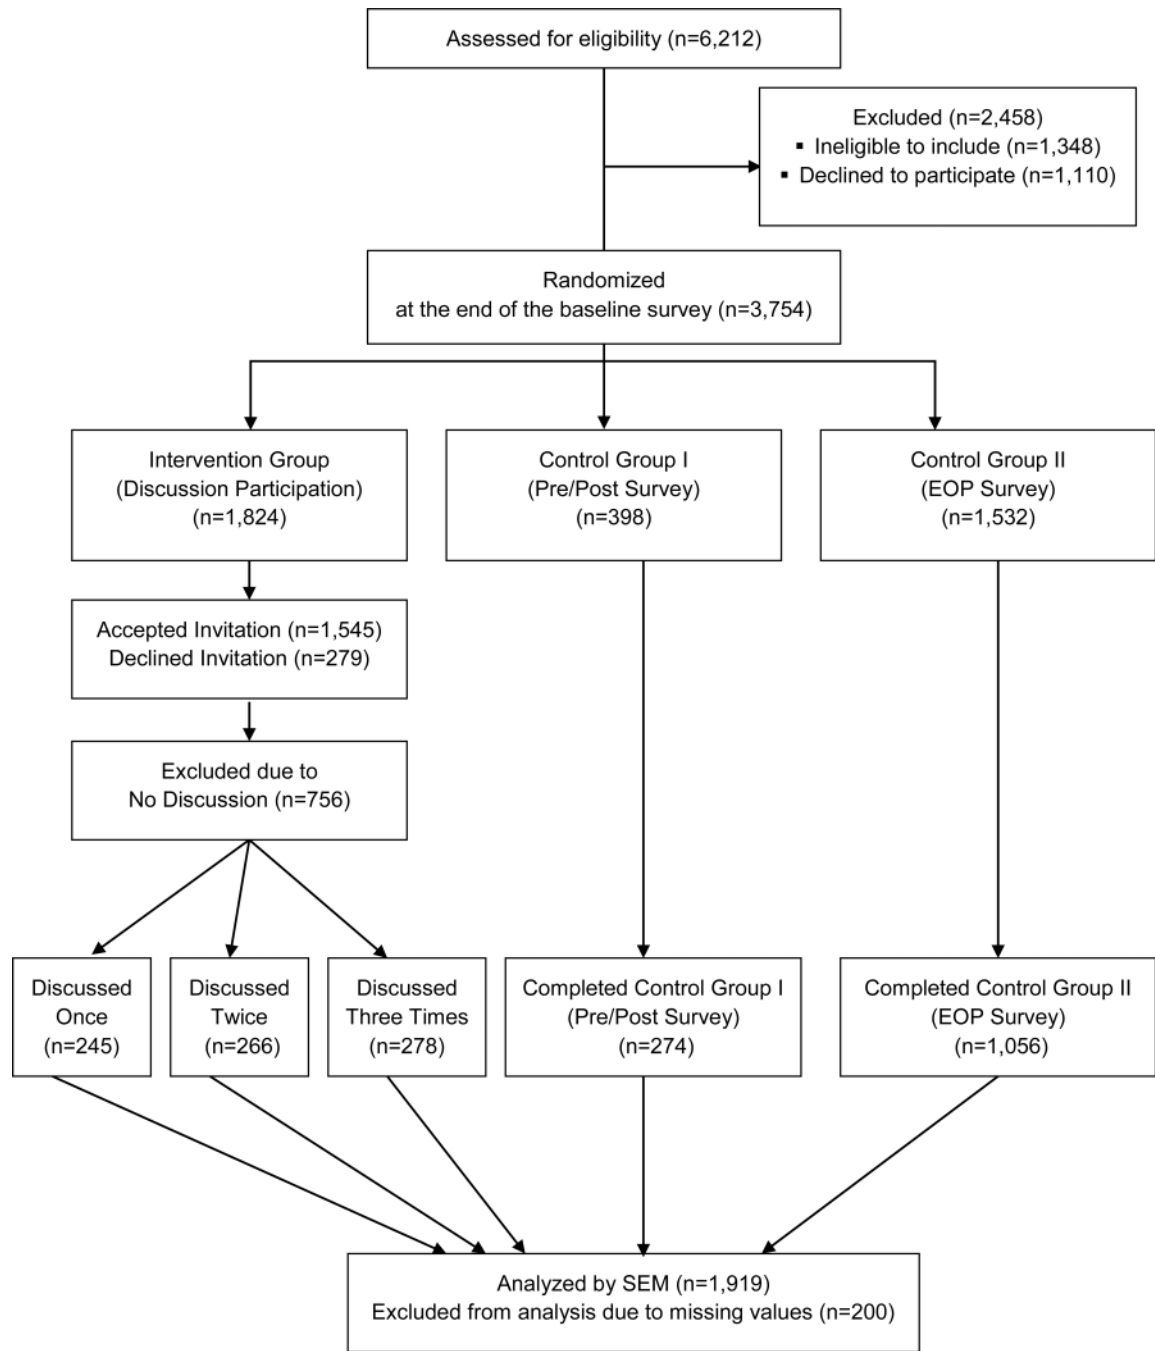 Assessed for eligibility (n=6,212)
Excluded (n=2,458)
▪ Ineligible to include (n=1,348)
▪ Declined to participate (n=1,110)
Randomized
at the end of the baseline survey (n=3,754)
Intervention Group
(Discussion Participation)
(n=1,824)
Control Group I
(Pre/Post Survey)
(n=398)
Control Group II
(EOP Survey)
(n=1,532)
Accepted Invitation (n=1,545)
Declined Invitation (n=279)
Excluded due to
No Discussion (n=756)
Discussed
Once
(n=245)
Discussed
Twice
(n=266)
Discussed
Three Times
(n=278)
Completed Control Group I
(Pre/Post Survey)
(n=274)
Completed Control Group II
(EOP Survey)
(n=1,056)
Analyzed by SEM (n=1,919)
Excluded from analysis due to missing values (n=200)